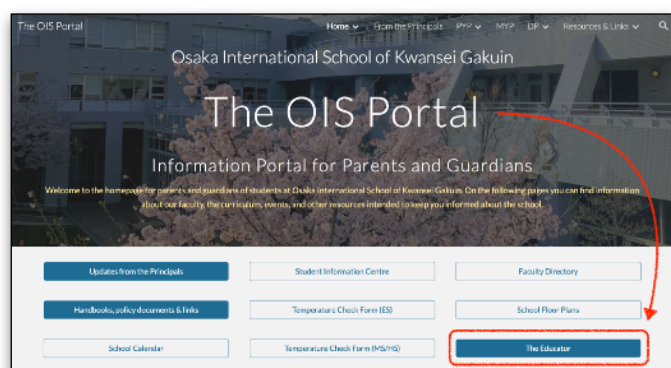 The OIS Portal
Home From the Principals PYP MYP DP Resources & Links
Osaka International School of Kwansei Gakuin
The OIS Portal
Information Portal for Parents and Guardians
Welcome to the homepage for parents and guardians of students at Osaka International School of Kwansei Gakuin. On the following pages you can find information
about our faculty, the curriculum, events, and other resources intended to keep you informed about the school.
Updates from the Principals Student Information Centre Faculty Directory
Handbooks, policy documents & links Temperature Check Form (ES) School Floor Plans
School Calendar Temperature Check Form (MS/HS) The Educator